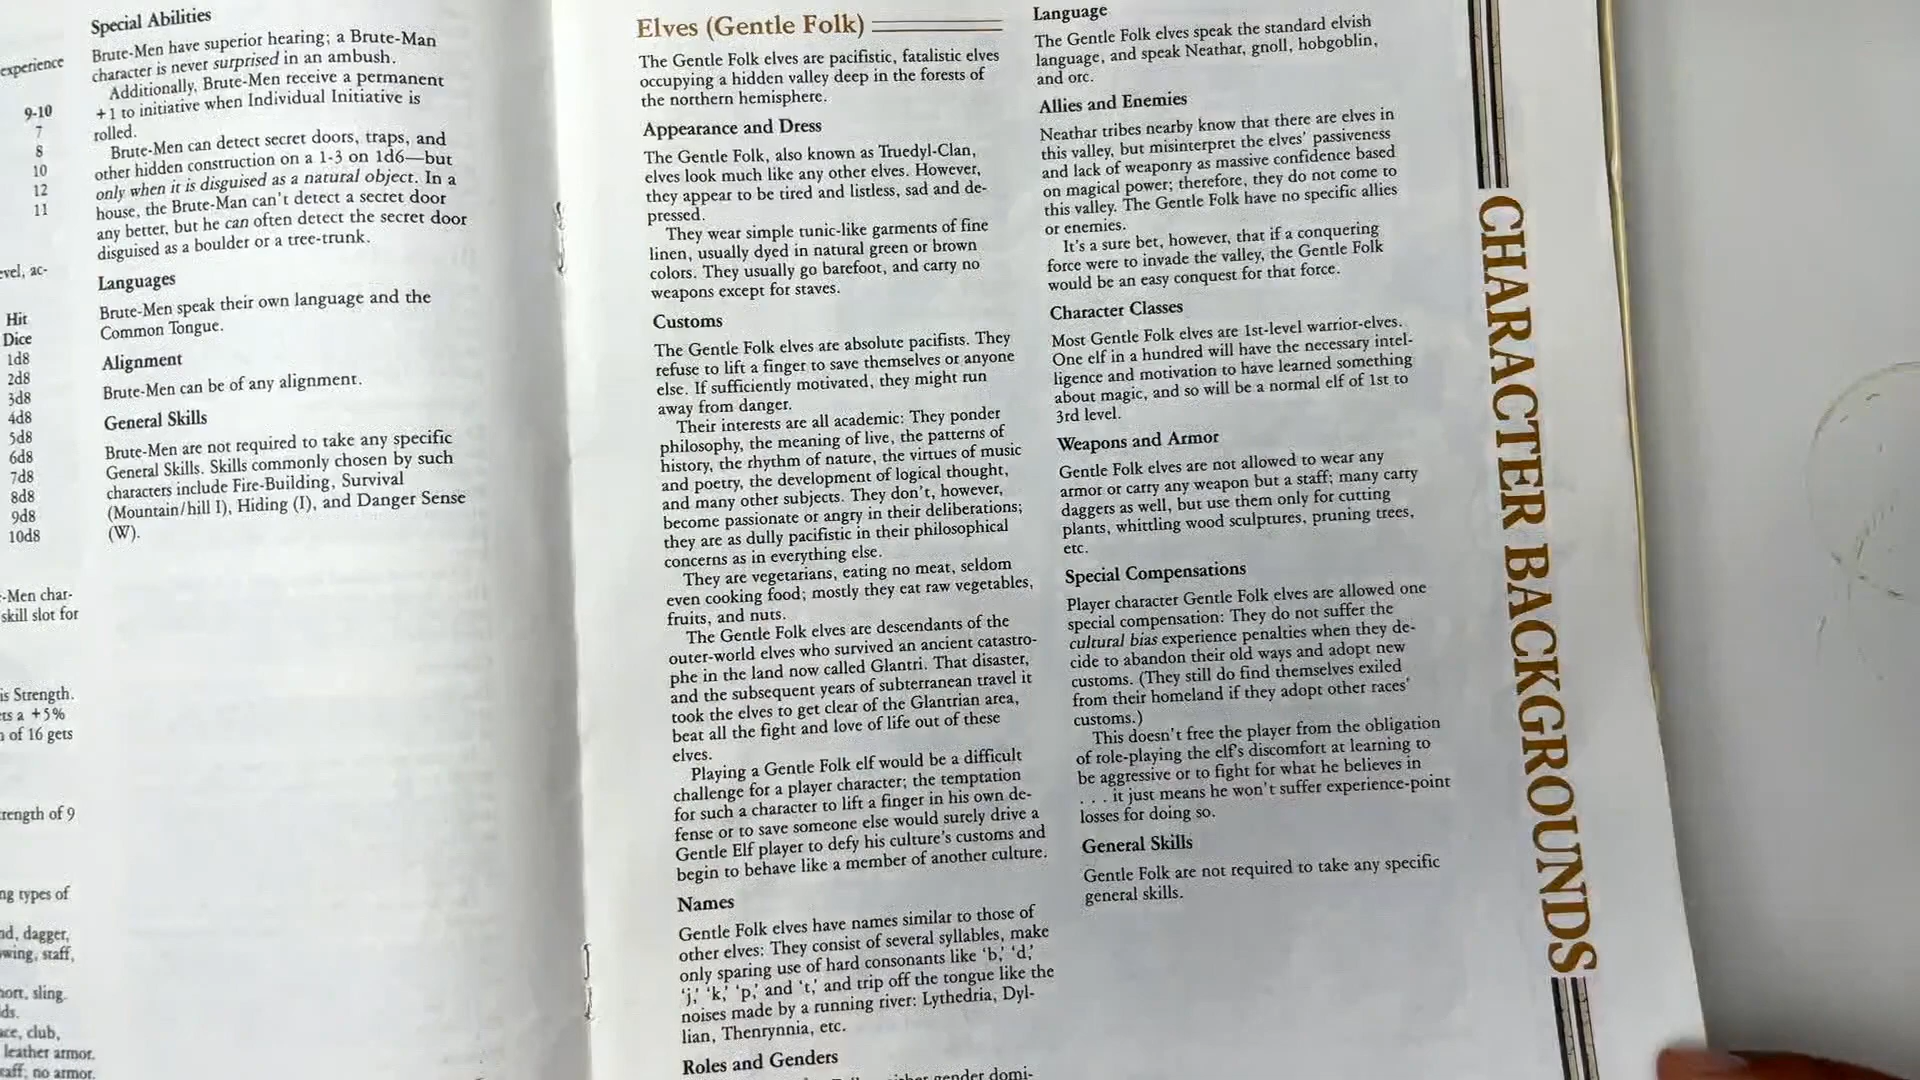 experience
9-10
7
8
10
12
11
Hit
Dice
1d8
2d8
3d8
4d8
5d8
6d8
7d8
8d8
9d8
10d8
skill slot for
is Strength.
+5%
of 16 gets
of 9
types of
dagger,
staff,
sling.
club,
leather armor.
no armor.
Special Abilities
Brute-Men have superior hearing; a Brute-Man
character is never surprised in an ambush.
Additionally, Brute-Men receive a permanent
+1 to initiative when Individual Initiative is
rolled.
Brute-Men can detect secret doors, traps, and
other hidden construction on a 1-3 on 1d6—but
only when it is disguised as a natural object. In a
house, the Brute-Man can't detect a secret door
any better, but he can often detect the secret door
disguised as a boulder or a tree-trunk.
Languages
Brute-Men speak their own language and the
Common Tongue.
Alignment
Brute-Men can be of any alignment.
General Skills
Brute-Men are not required to take any specific
General Skills. Skills commonly chosen by such
characters include Fire-Building, Survival
(Mountain/hill I), Hiding (I), and Danger Sense
(W).
Elves (Gentle Folk)
The Gentle Folk elves are pacifistic, fatalistic elves
occupying a hidden valley deep in the forests of
the northern hemisphere.
Appearance and Dress
The Gentle Folk, also known as Truedyl-Clan,
elves look much like any other elves. However,
they appear to be tired and listless, sad and de-
pressed.
They wear simple tunic-like garments of fine
linen, usually dyed in natural green or brown
colors. They usually go barefoot, and carry no
weapons except for staves.
Customs
The Gentle Folk elves are absolute pacifists. They
refuse to lift a finger to save themselves or anyone
else. If sufficiently motivated, they might run
away from danger.
Their interests are all academic: They ponder
philosophy, the meaning of live, the patterns of
history, the rhythm of nature, the virtues of music
and poetry, the development of logical thought,
and many other subjects. They don't, however,
become passionate or angry in their deliberations;
they are as dully pacifistic in their philosophical
concerns as in everything else.
They are vegetarians, eating no meat, seldom
even cooking food; mostly they eat raw vegetables,
fruits, and nuts.
The Gentle Folk elves are descendants of the
outer-world elves who survived an ancient catastro-
phe in the land now called Glantri. That disaster,
and the subsequent years of subterranean travel it
took the elves to get clear of the Glantrian area,
beat all the fight and love of life out of these
elves.
Playing a Gentle Folk elf would be a difficult
challenge for a player character; the temptation
for such a character to lift a finger in his own de-
fense or to save someone else would surely drive a
Gentle Elf player to defy his culture's customs and
begin to behave like a member of another culture.
Names
Gentle Folk elves have names similar to those of
other elves: They consist of several syllables, make
only sparing use of hard consonants like 'b,' 'd,'
'j,' 'k,' 'p,' and 't,' and trip off the tongue like the
noises made by a running river: Lythedria, Dyl-
lian, Thenrynnia, etc.
Roles and Genders
gender domi-
Language
The Gentle Folk elves speak the standard elvish
language, and speak Neathar, gnoll, hobgoblin,
and orc.
Allies and Enemies
Neathar tribes nearby know that there are elves in
this valley, but misinterpret the elves' passiveness
and lack of weaponry as massive confidence based
on magical power; therefore, they do not come to
this valley. The Gentle Folk have no specific allies
or enemies.
It's a sure bet, however, that if a conquering
force were to invade the valley, the Gentle Folk
would be an easy conquest for that force.
Character Classes
Most Gentle Folk elves are 1st-level warrior-elves.
One elf in a hundred will have the necessary intel-
ligence and motivation to have learned something
about magic, and so will be a normal elf of 1st to
3rd level.
Weapons and Armor
Gentle Folk elves are not allowed to wear any
armor or carry any weapon but a staff; many carry
daggers as well, but use them only for cutting
plants, whittling wood sculptures, pruning trees,
etc.
Special Compensations
Player character Gentle Folk elves are allowed one
special compensation: They do not suffer the
cultural bias experience penalties when they de-
cide to abandon their old ways and adopt new
customs. (They still do find themselves exiled
from their homeland if they adopt other races'
customs.)
This doesn't free the player from the obligation
of role-playing the elf's discomfort at learning to
be aggressive or to fight for what he believes in
. . . it just means he won't suffer experience-point
losses for doing so.
General Skills
Gentle Folk are not required to take any specific
general skills.
CHARACTER BACKGROUNDS